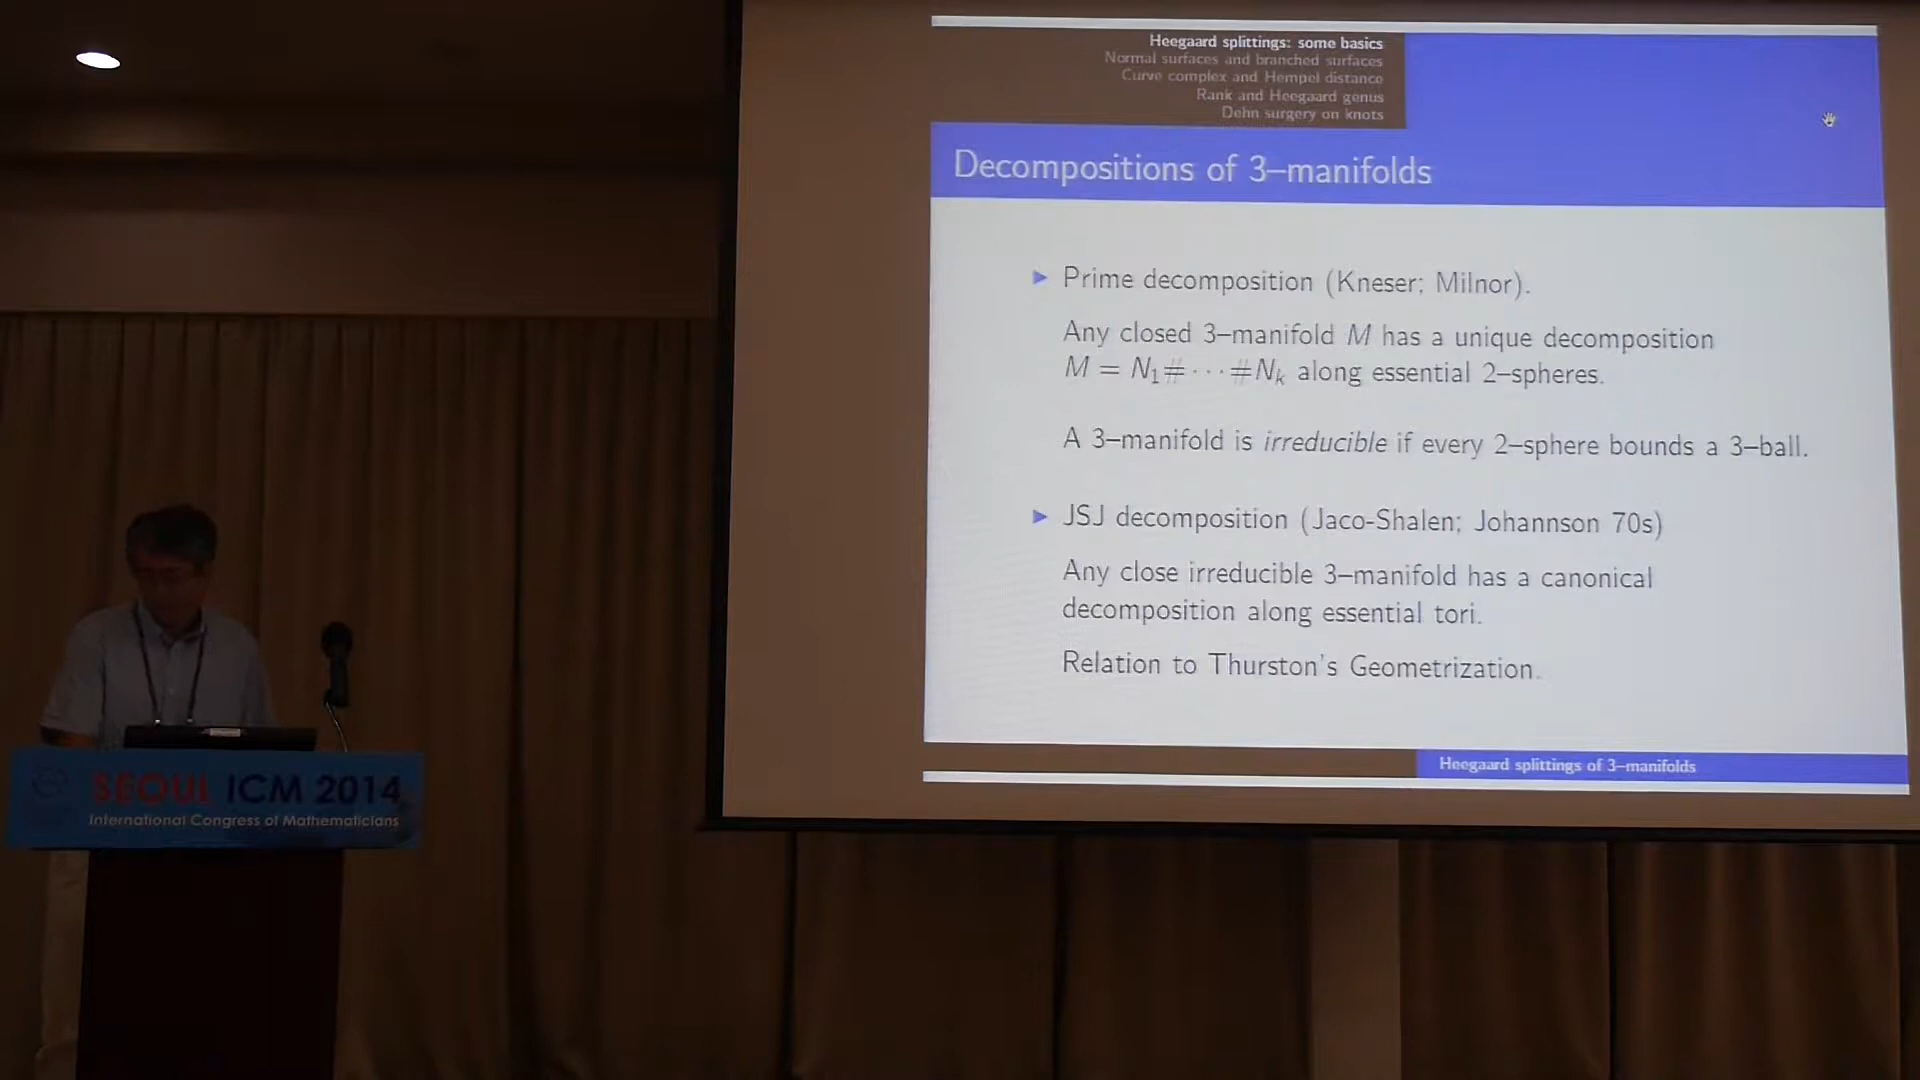 Heegaard splittings: some basics
Normal surfaces and branched surfaces
Curve complex and Hempel distance
Rank and Heegaard genus
Dehn surgery on knots
Decompositions of 3–manifolds
Prime decomposition (Kneser; Milnor).
Any closed 3–manifold M has a unique decomposition
M = N₁# · · · #Nₖ along essential 2–spheres.
A 3–manifold is irreducible if every 2–sphere bounds a 3–ball.
JSJ decomposition (Jaco-Shalen; Johannson 70s)
Any close irreducible 3–manifold has a canonical
decomposition along essential tori.
Relation to Thurston's Geometrization.
Heegaard splittings of 3–manifolds
SEOUL ICM 2014
International Congress of Mathematicians